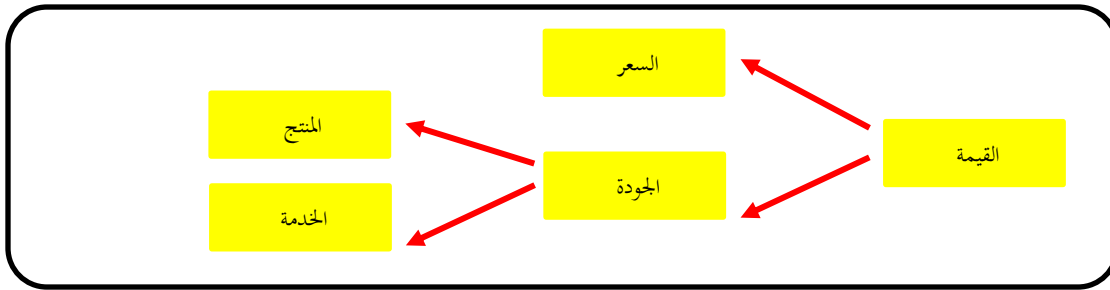 السعر
المنتج
القيمة
الجودة
الخدمة